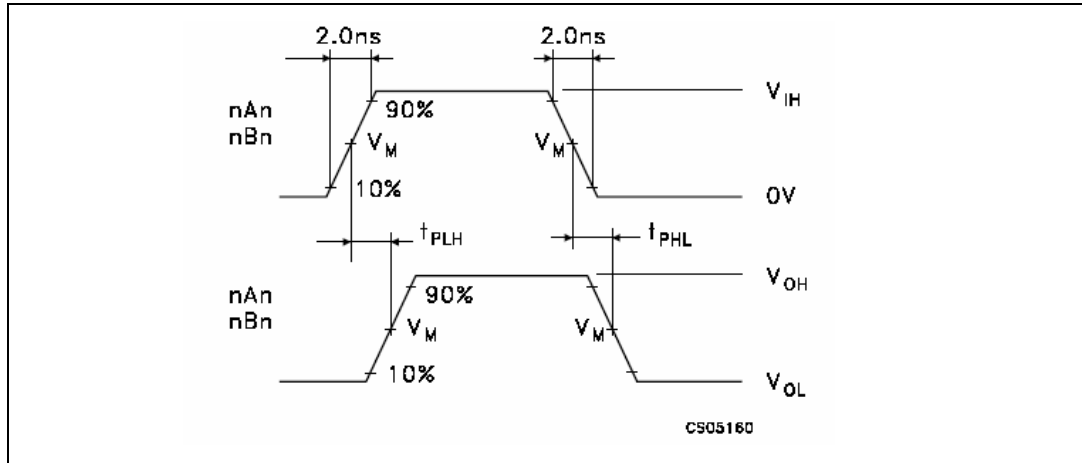 2.0ns 2.0ns
nAn
nBn
90%
V_M
10%
V_M
V_IH
0V
t_PLH
t_PHL
nAn
nBn
90%
V_M
10%
V_M
V_OH
V_OL
CS05160